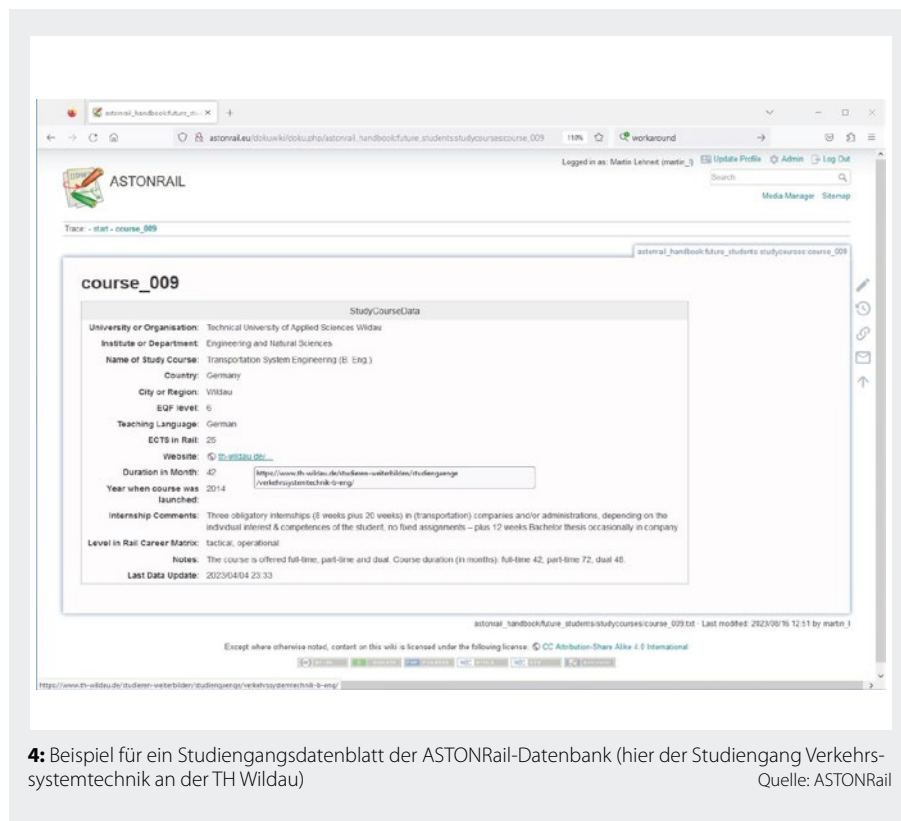 astonrail_handbook:future_stu
astonrail.eu/dokuwiki/doku.php/astonrail_handbook:future_students:studycourses:course_009
110%
workaround
Logged in as: Martin Lehnert (martin_l)
Update Profile
Admin
Log Out
ASTONRAIL
Search
Media Manager
Sitemap
Trace: • start • course_009
astonrail_handbook:future_students:studycourses:course_009
course_009
StudyCourseData
University or Organisation: Technical University of Applied Sciences Wildau
Institute or Department: Engineering and Natural Sciences
Name of Study Course: Transportation System Engineering (B. Eng.)
Country: Germany
City or Region: Wildau
EQF level: 6
Teaching Language: German
ECTS in Rail: 25
Website: th-wildau.de/...
Duration in Month: 42
https://www.th-wildau.de/studieren-weiterbilden/studiengaenge
/verkehrssystemtechnik-b-eng/
Year when course was launched: 2014
Internship Comments: Three obligatory internships (8 weeks plus 20 weeks) in (transportation) companies and/or administrations, depending on the
individual interest & competences of the student, no fixed assignments – plus 12 weeks Bachelor thesis occasionally in company
Level in Rail Career Matrix: tactical, operational
Notes: The course is offered full-time, part-time and dual. Course duration (in months): full-time 42, part-time 72, dual 48.
Last Data Update: 2023/04/04 23:33
astonrail_handbook/future_students/studycourses/course_009.txt · Last modified: 2023/08/16 12:51 by martin_l
Except where otherwise noted, content on this wiki is licensed under the following license: CC Attribution-Share Alike 4.0 International
https://www.th-wildau.de/studieren-weiterbilden/studiengaenge/verkehrssystemtechnik-b-eng/
4: Beispiel für ein Studiengangsdatenblatt der ASTONRail-Datenbank (hier der Studiengang Verkehrs-
systemtechnik an der TH Wildau)
Quelle: ASTONRail